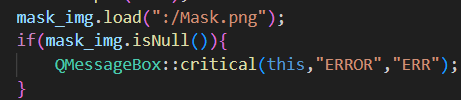 mask_img.load(":/Mask.png");
if(mask_img.isNull()){
    QMessageBox::critical(this,"ERROR","ERR");
}